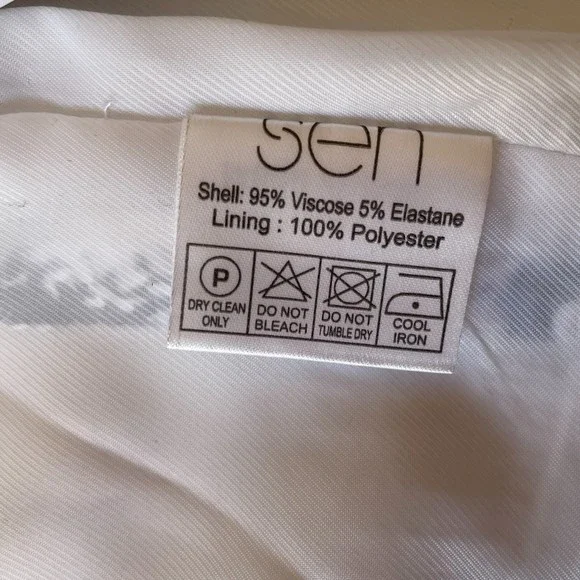 sen
Shell: 95% Viscose 5% Elastane
Lining : 100% Polyester
P
DRY CLEAN ONLY
DO NOT BLEACH
DO NOT TUMBLE DRY
COOL IRON